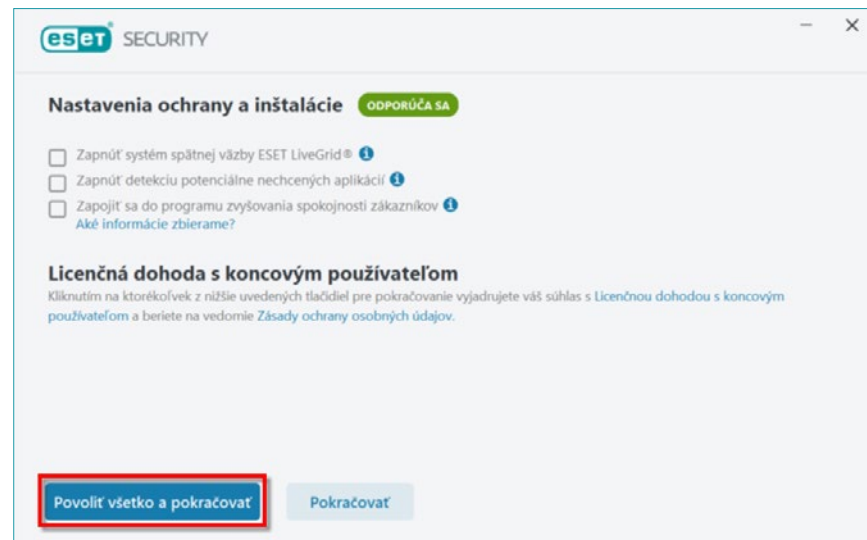 eset SECURITY
Nastavenia ochrany a inštalácie ODPORÚČA SA
Zapnúť systém spätnej väzby ESET LiveGrid®
Zapnúť detekciu potenciálne nechcených aplikácií
Zapojiť sa do programu zvyšovania spokojnosti zákazníkov
Aké informácie zbierame?
Licenčná dohoda s koncovým používateľom
Kliknutím na ktorékoľvek z nižšie uvedených tlačidiel pre pokračovanie vyjadrujete váš súhlas s Licenčnou dohodou s koncovým
používateľom a beriete na vedomie Zásady ochrany osobných údajov.
Povoliť všetko a pokračovať Pokračovať